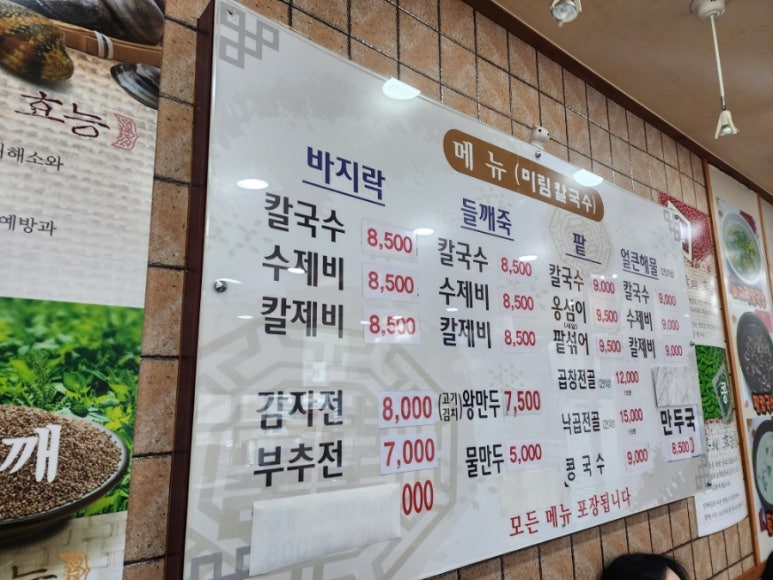 효능
해소와
예방과
깨
효능
메뉴 (미림칼국수)
바지락
칼국수 8,500
수제비 8,500
칼제비 8,500
감자전 8,000
부추전 7,000
000
들깨죽
칼국수 8,500
수제비 8,500
칼제비 8,500
(고기 김치) 왕만두 7,500
물만두 5,000
팥
칼국수 9,000
옹심이 9,500
(새알)
팥섞어 9,500
곱창전골 12,000
낙곱전골 15,000
콩국수 9,000
얼큰해물
칼국수 9,000
수제비 9,000
칼제비 9,000
만두국
8,500
모든 메뉴 포장됩니다
콩